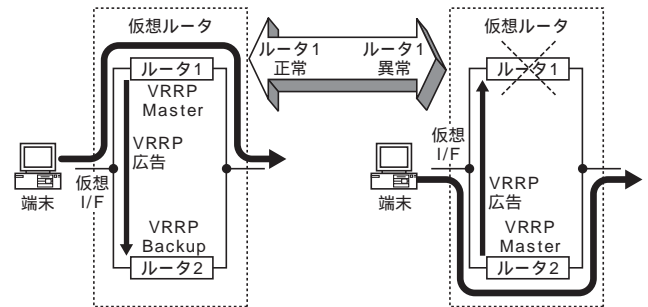 仮想ルータ
ルータ1
VRRP
Master
VRRP
広告
仮想
I/F
端末
VRRP
Backup
ルータ2
ルータ1
正常
ルータ1
異常
仮想ルータ
ルータ1
仮想
I/F
端末
VRRP
広告
VRRP
Master
ルータ2